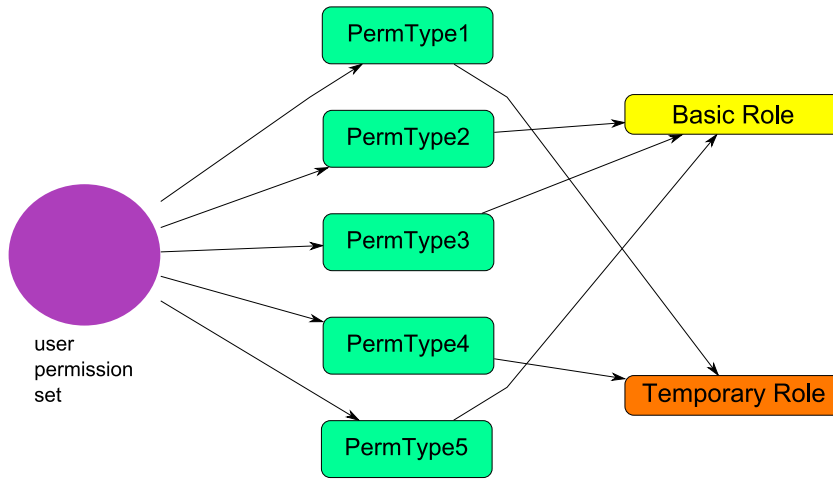 PermType1
PermType2
PermType3
PermType4
PermType5
Basic Role
Temporary Role
user
permission
set